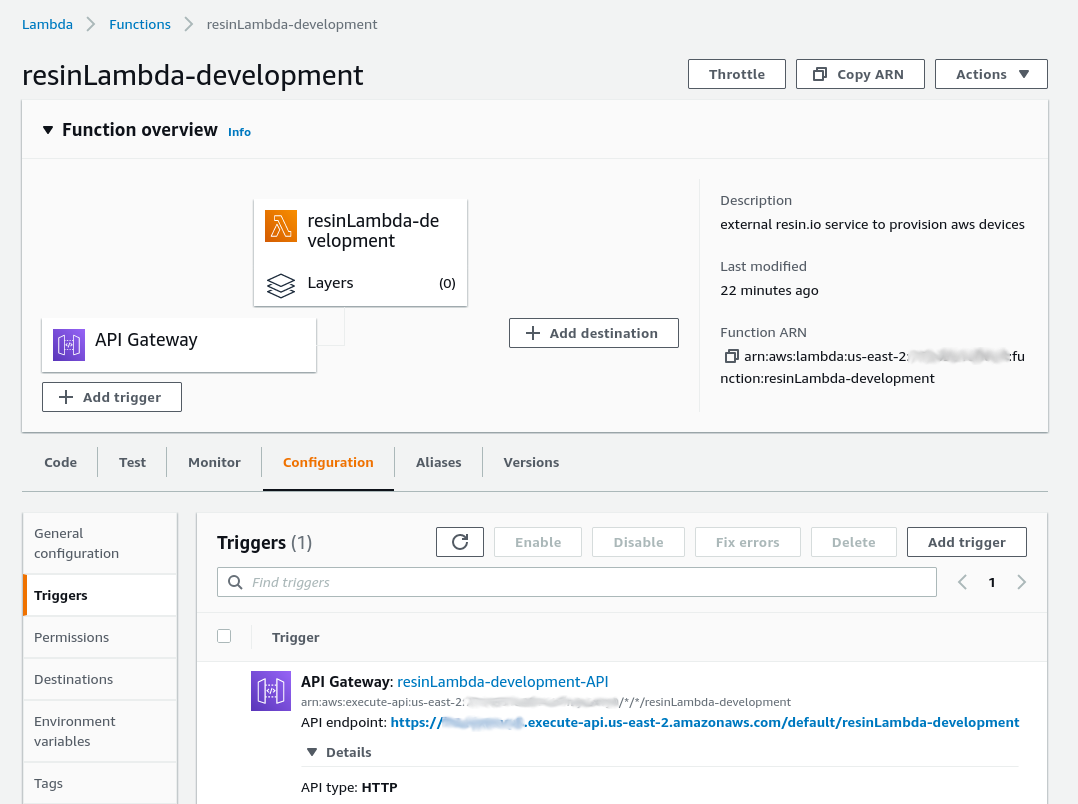 Lambda Functions resinLambda-development
resinLambda-development
Throttle Copy ARN Actions
Function overview Info
resinLambda-de
velopment
Layers (0)
API Gateway
Add trigger
Add destination
Description
external resin.io service to provision aws devices
Last modified
22 minutes ago
Function ARN
arn:aws:lambda:us-east-2: :fu
nction:resinLambda-development
Code Test Monitor Configuration Aliases Versions
General
configuration
Triggers
Permissions
Destinations
Environment
variables
Tags
Triggers (1) Enable Disable Fix errors Delete Add trigger
Find triggers 1
Trigger
API Gateway: resinLambda-development-API
arn:aws:execute-api:us-east-2: /*/*/resinLambda-development
API endpoint: https:// .execute-api.us-east-2.amazonaws.com/default/resinLambda-development
Details
API type: HTTP